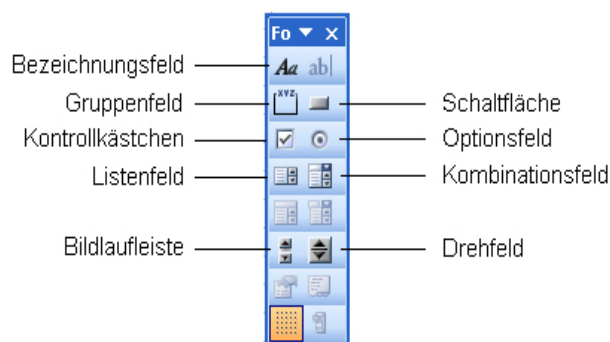 Fo
Bezeichnungsfeld
Aa ab
Gruppenfeld
XYZ
Schaltfläche
Kontrollkästchen
Optionsfeld
Listenfeld
Kombinationsfeld
Bildlaufleiste
Drehfeld